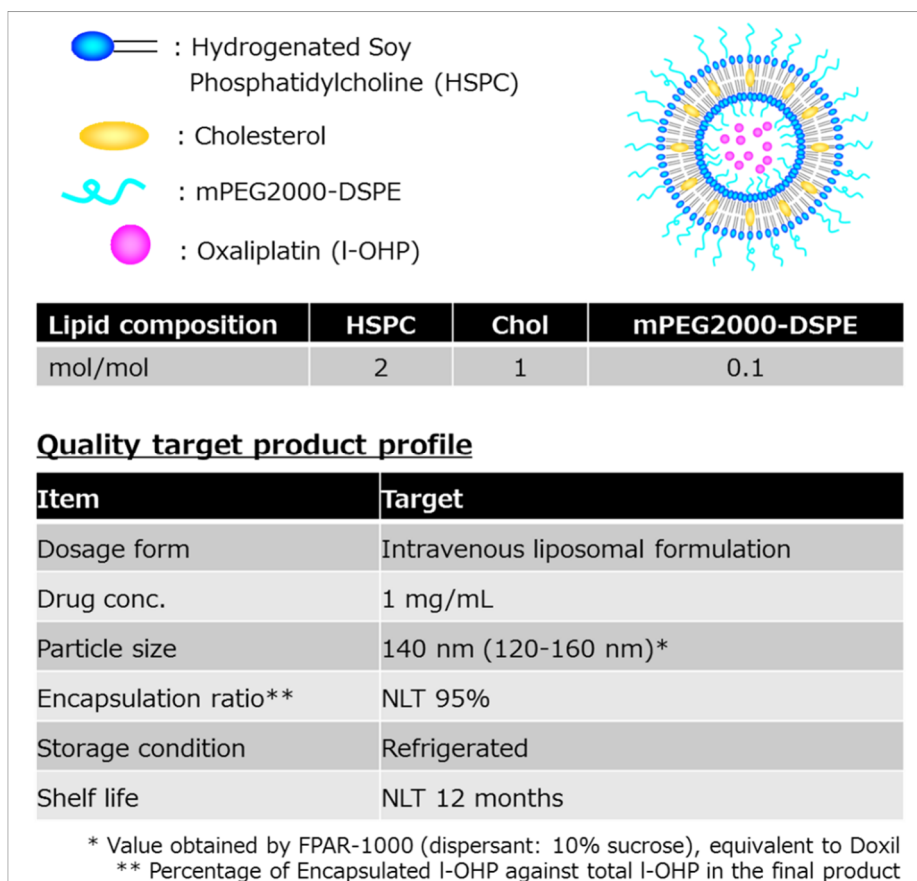 : Hydrogenated Soy
Phosphatidylcholine (HSPC)
: Cholesterol
: mPEG2000-DSPE
: Oxaliplatin (l-OHP)
Lipid composition HSPC Chol mPEG2000-DSPE
mol/mol 2 1 0.1
Quality target product profile
Item Target
Dosage form Intravenous liposomal formulation
Drug conc. 1 mg/mL
Particle size 140 nm (120-160 nm)*
Encapsulation ratio** NLT 95%
Storage condition Refrigerated
Shelf life NLT 12 months
* Value obtained by FPAR-1000 (dispersant: 10% sucrose), equivalent to Doxil
** Percentage of Encapsulated l-OHP against total l-OHP in the final product